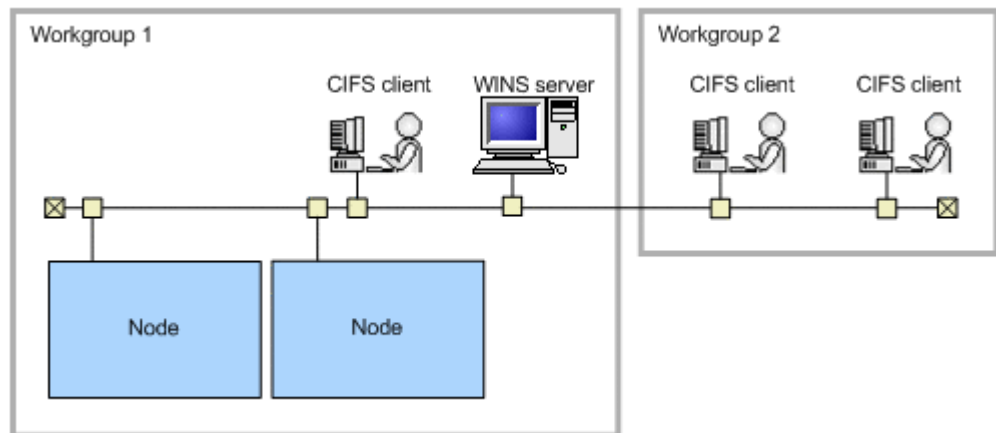 Workgroup 1
Workgroup 2
CIFS client
WINS server
CIFS client
CIFS client
Node
Node